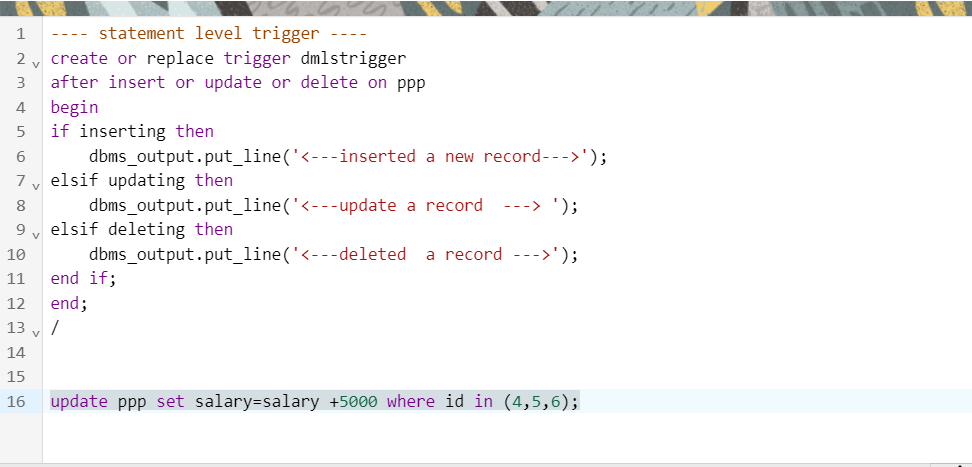 1 ---- statement level trigger ----
2 create or replace trigger dmlstrigger
3 after insert or update or delete on ppp
4 begin
5 if inserting then
6     dbms_output.put_line('<---inserted a new record--->');
7 elsif updating then
8     dbms_output.put_line('<---update a record  ---> ');
9 elsif deleting then
10     dbms_output.put_line('<---deleted  a record --->');
11 end if;
12 end;
13 /
14
15
16 update ppp set salary=salary +5000 where id in (4,5,6);